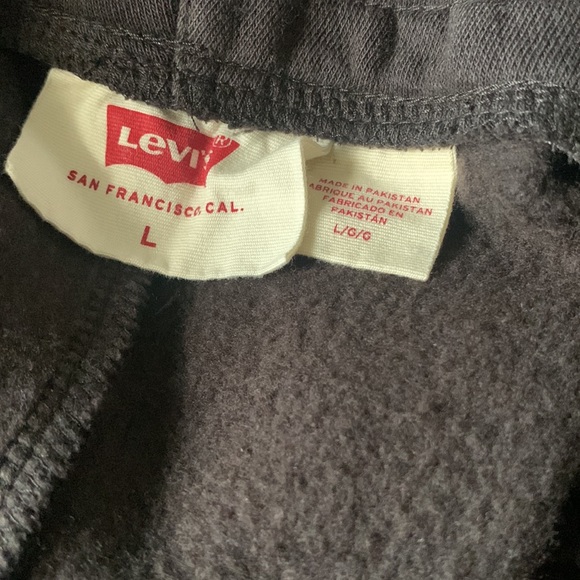 Levi's®
SAN FRANCISCO, CAL.
L
MADE IN PAKISTAN
FABRIQUE AU PAKISTAN
FABRICADO EN
PAKISTÁN
L/G/G